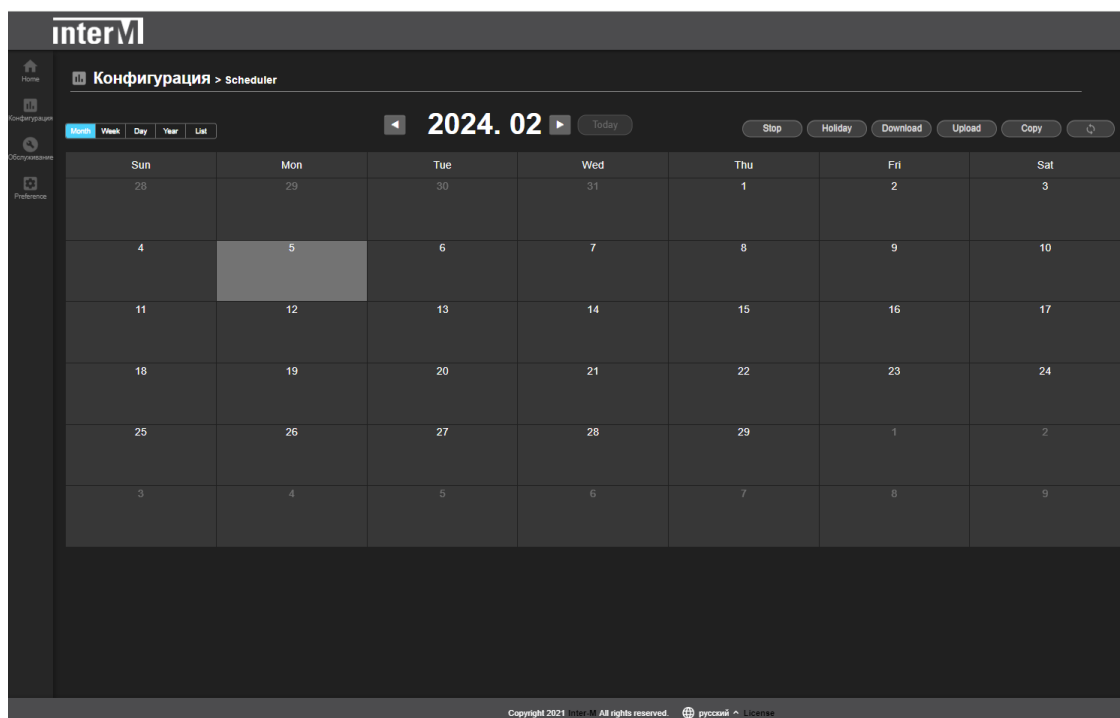 interM
Home
Конфигурация > Scheduler
Конфигурация
Обслуживание
Preference
Month Week Day Year List
◄ 2024. 02 ► Today
Stop Holiday Download Upload Copy
Sun Mon Tue Wed Thu Fri Sat
28 29 30 31 1 2 3
4 5 6 7 8 9 10
11 12 13 14 15 16 17
18 19 20 21 22 23 24
25 26 27 28 29 1 2
3 4 5 6 7 8 9
Copyright 2021 Inter-M All rights reserved. русский ^ License